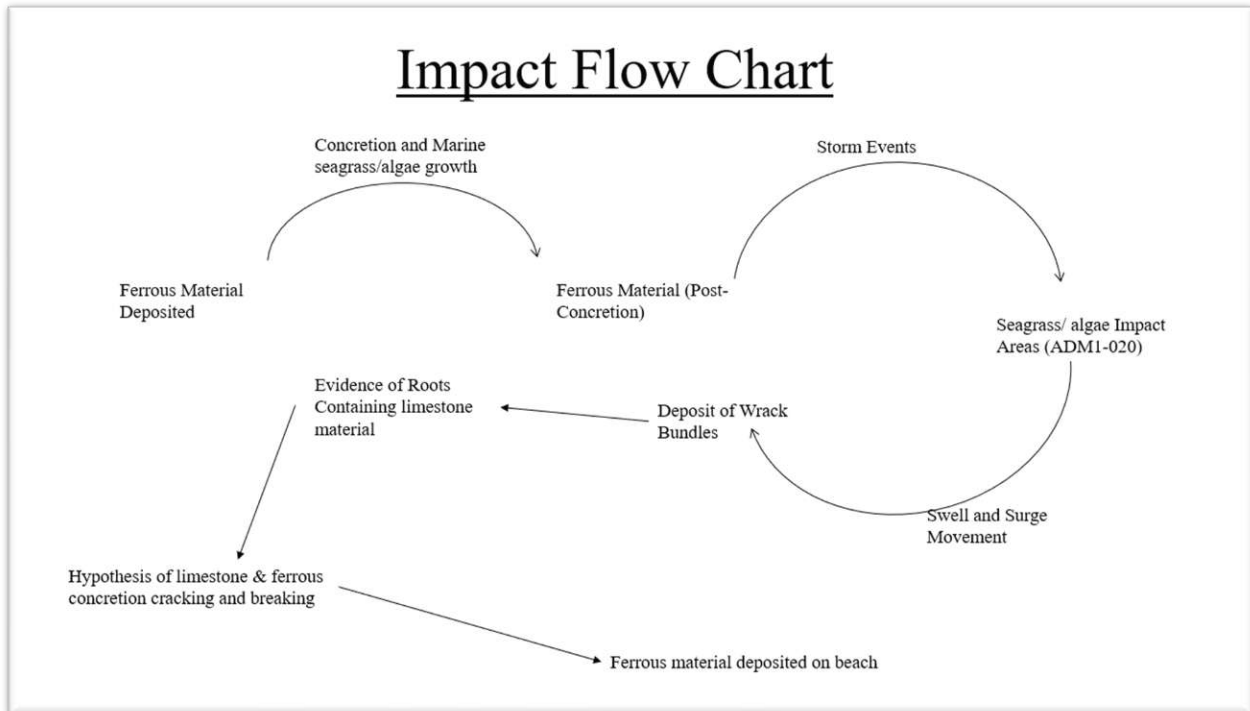 Impact Flow Chart
Concretion and Marine
seagrass/algae growth
Storm Events
Ferrous Material
Deposited
Ferrous Material (Post-
Concretion)
Seagrass/ algae Impact
Areas (ADM1-020)
Swell and Surge
Movement
Deposit of Wrack
Bundles
Evidence of Roots
Containing limestone
material
Hypothesis of limestone & ferrous
concretion cracking and breaking
Ferrous material deposited on beach